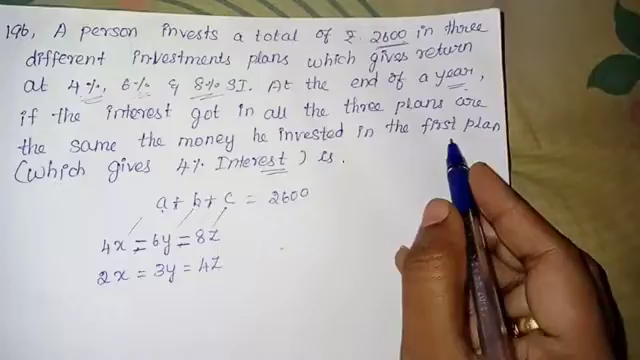 196, A person invests a total of ₹. 2600 in three
different investments plans which gives return
at 4%, 6% & 8% SI. At the end of a year,
if the interest got in all the three plans are
the same the money he invested in the first plan
(which gives 4% Interest) is.
a + b + c = 2600
4x = 6y = 8z
2x = 3y = 4z